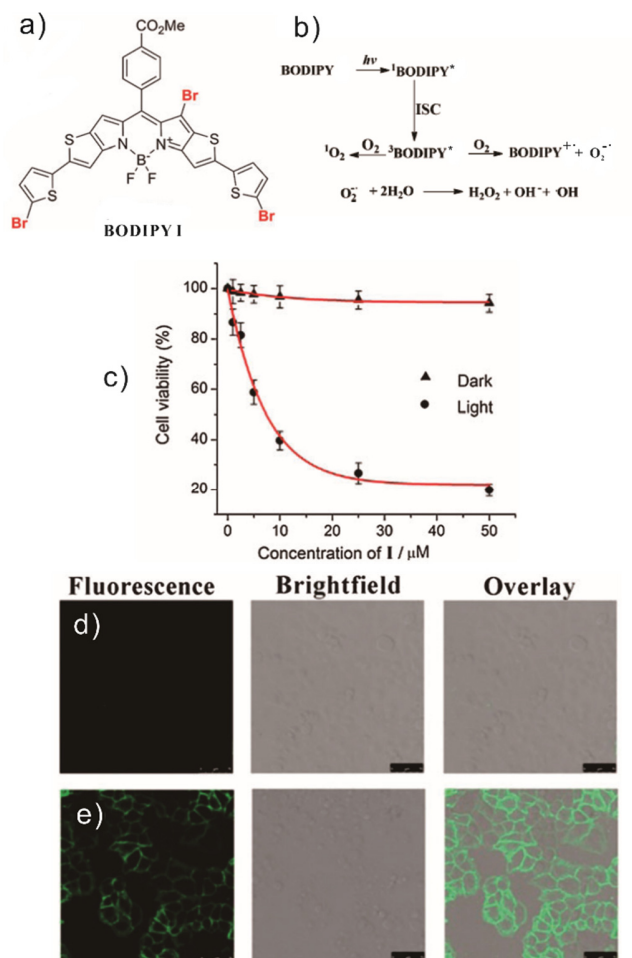 a)
CO₂Me
Br
S
N
N⁺
S
B⁻
F F
S
S
Br
Br
BODIPY I
b)
BODIPY hν ¹BODIPY*
ISC
¹O₂ O₂ ³BODIPY* O₂ BODIPY⁺· + O₂⁻·
O₂⁻· + 2H₂O H₂O₂ + OH⁻ + ·OH
c)
Cell viability (%)
100
80
60
40
20
Dark
Light
0 10 20 30 40 50
Concentration of I / μM
Fluorescence Brightfield Overlay
d)
e)